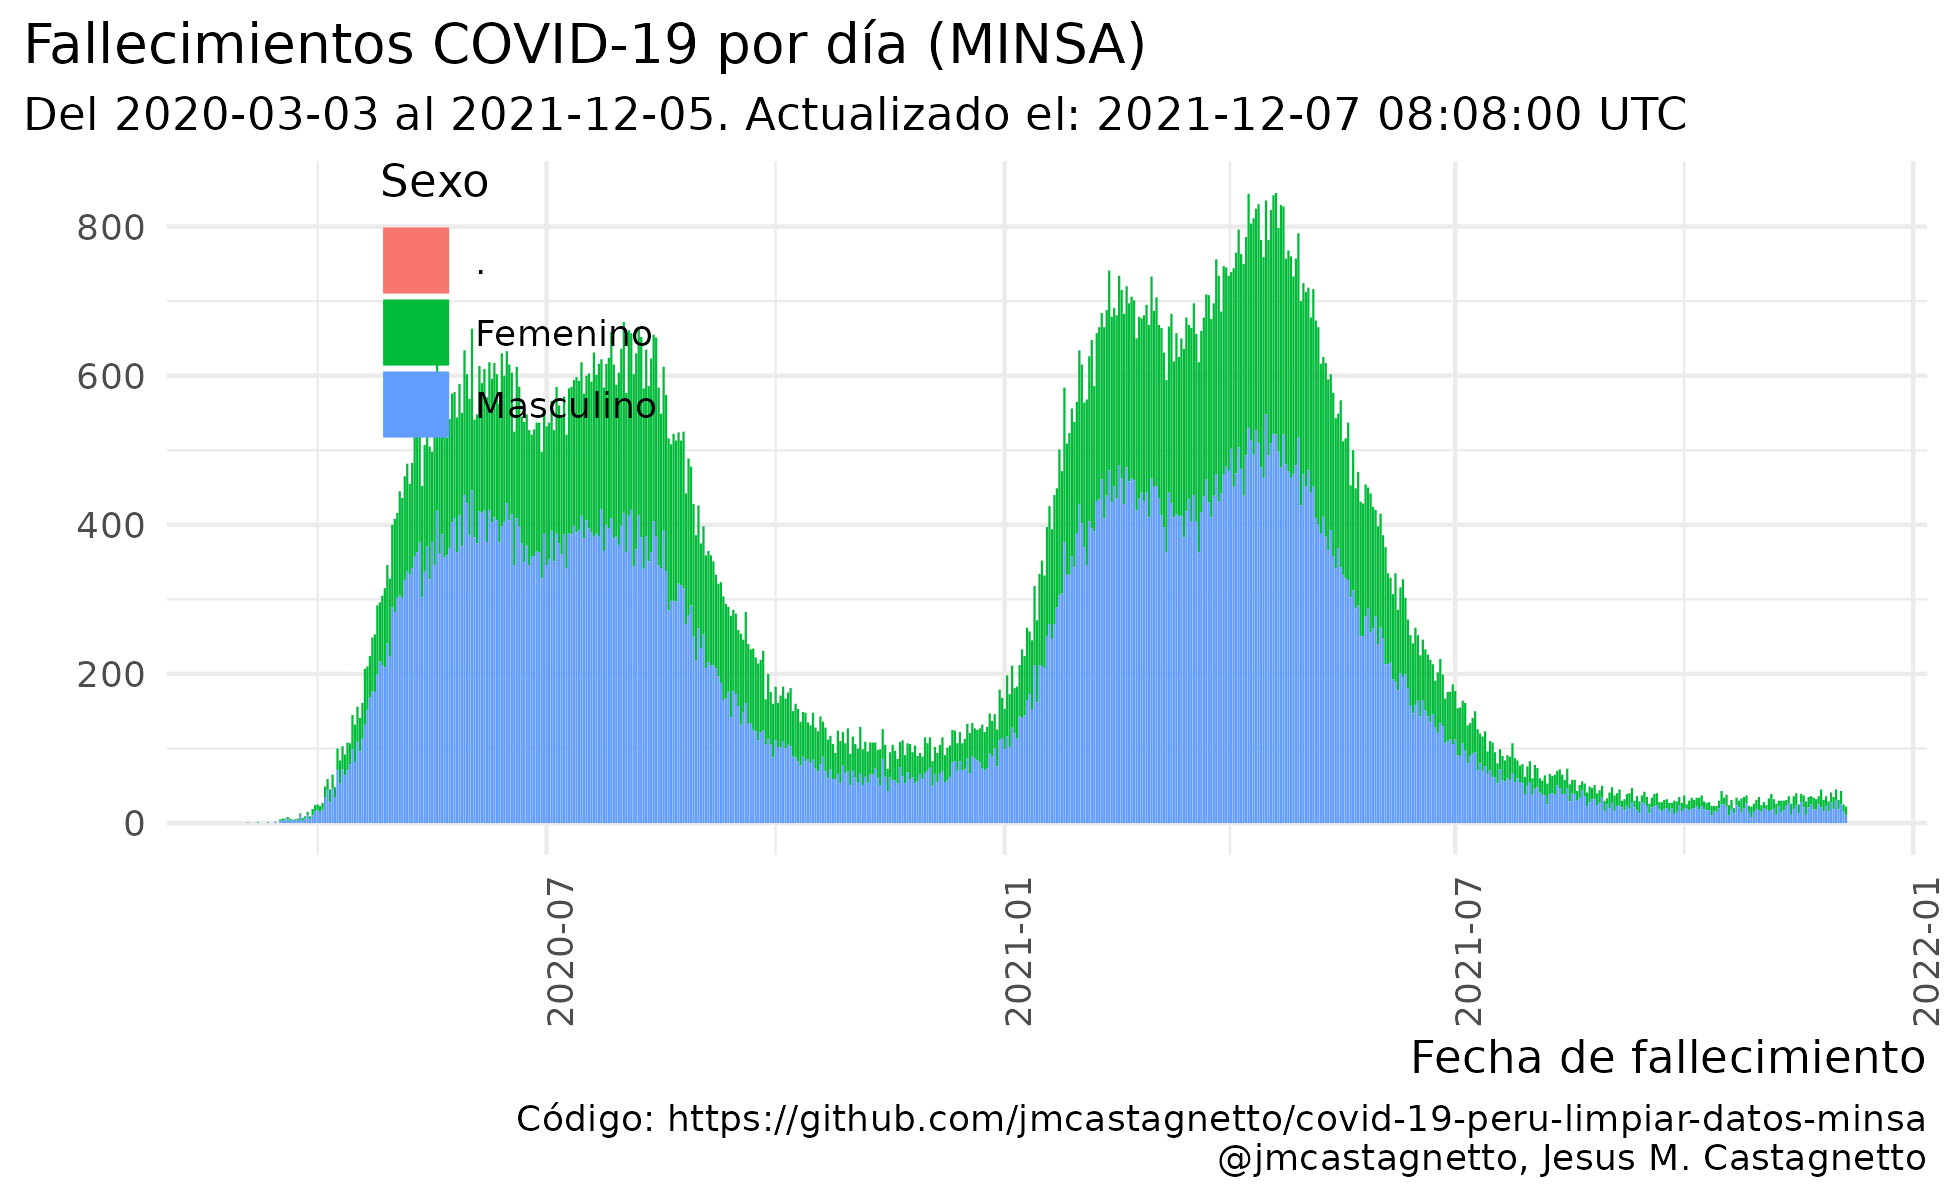 Fallecimientos COVID-19 por día (MINSA)
Del 2020-03-03 al 2021-12-05. Actualizado el: 2021-12-07 08:08:00 UTC
Sexo
.
Femenino
Masculino
800
600
400
200
0
2020-07
2021-01
2021-07
2022-01
Fecha de fallecimiento
Código: https://github.com/jmcastagnetto/covid-19-peru-limpiar-datos-minsa
@jmcastagnetto, Jesus M. Castagnetto